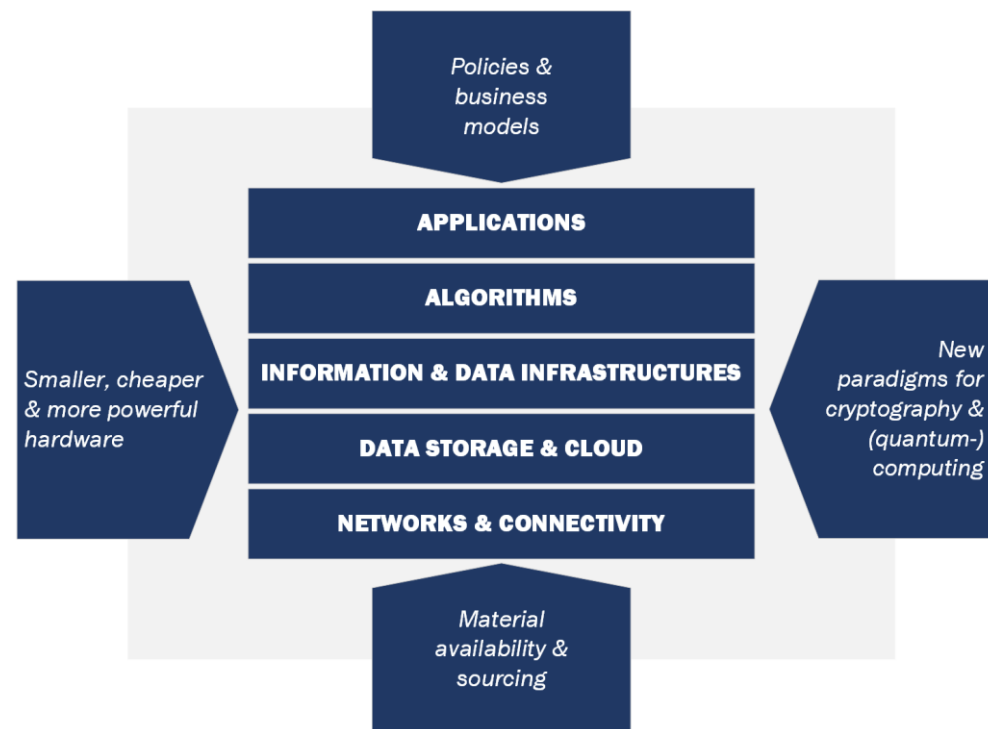 Policies &
business
models
APPLICATIONS
ALGORITHMS
INFORMATION & DATA INFRASTRUCTURES
DATA STORAGE & CLOUD
NETWORKS & CONNECTIVITY
Smaller, cheaper
& more powerful
hardware
New
paradigms for
cryptography &
(quantum-)
computing
Material
availability &
sourcing